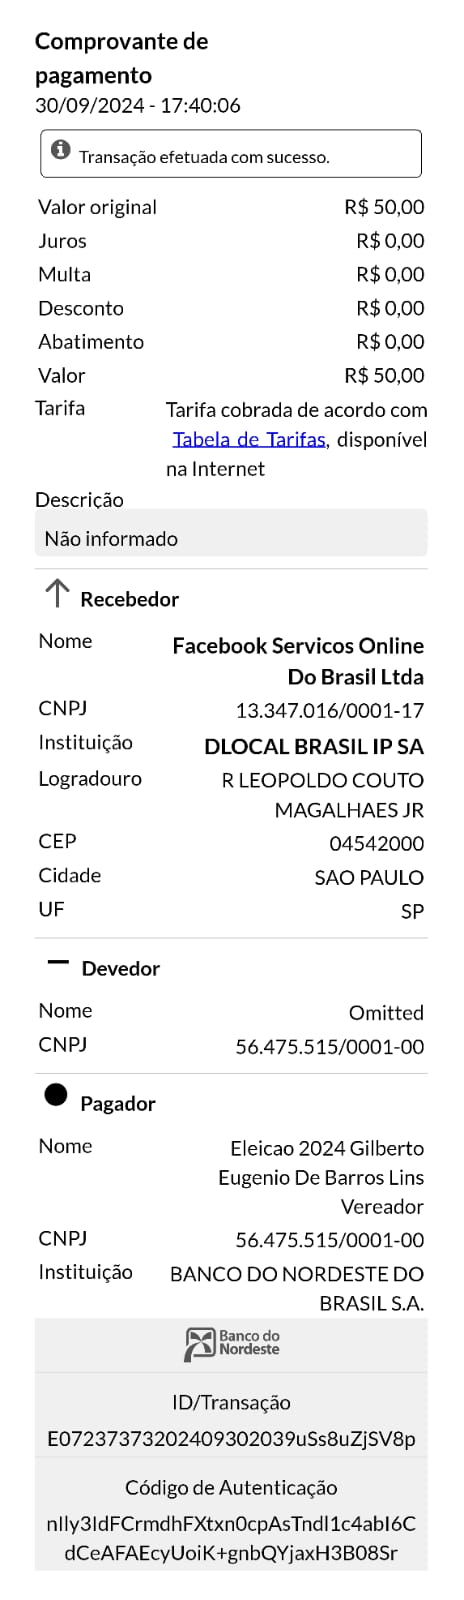 Comprovante de
pagamento
30/09/2024 - 17:40:06
Transação efetuada com sucesso.
Valor original R$ 50,00
Juros R$ 0,00
Multa R$ 0,00
Desconto R$ 0,00
Abatimento R$ 0,00
Valor R$ 50,00
Tarifa Tarifa cobrada de acordo com
Tabela de Tarifas, disponível
na Internet
Descrição
Não informado
Recebedor
Nome Facebook Servicos Online
Do Brasil Ltda
CNPJ 13.347.016/0001-17
Instituição DLOCAL BRASIL IP SA
Logradouro R LEOPOLDO COUTO
MAGALHAES JR
CEP 04542000
Cidade SAO PAULO
UF SP
Devedor
Nome Omitted
CNPJ 56.475.515/0001-00
Pagador
Nome Eleicao 2024 Gilberto
Eugenio De Barros Lins
Vereador
CNPJ 56.475.515/0001-00
Instituição BANCO DO NORDESTE DO
BRASIL S.A.
Banco do
Nordeste
ID/Transação
E07237373202409302039uSs8uZjSV8p
Código de Autenticação
nIly3IdFCrmdhFXtxn0cpAsTndl1c4abI6C
dCeAFAEcyUoiK+gnbQYjaxH3B08Sr